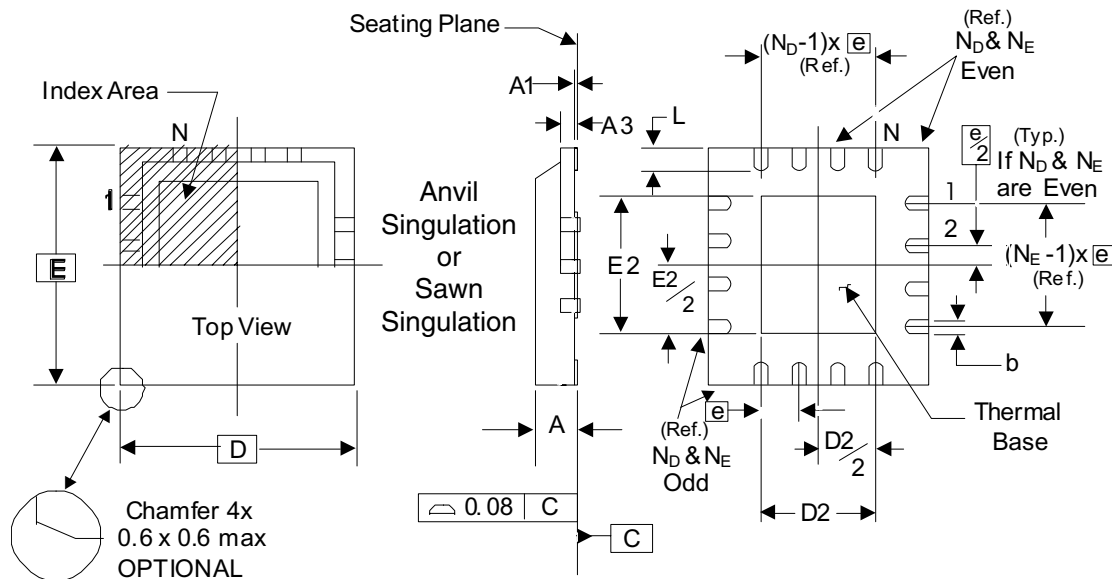 Seating Plane
(Ref.)
N_D & N_E
Even
(N_D-1)x e
(Ref.)
A1
Index Area
A3
L
N
N
e/2
(Typ.)
If N_D & N_E
are Even
1
1
2
Anvil
Singulation
or
Sawn
Singulation
E
E2
E2/2
(N_E-1)x e
(Ref.)
Top View
b
e
A
(Ref.)
N_D & N_E
Odd
D2/2
Thermal
Base
D
D2
0.08 C
C
Chamfer 4x
0.6 x 0.6 max
OPTIONAL